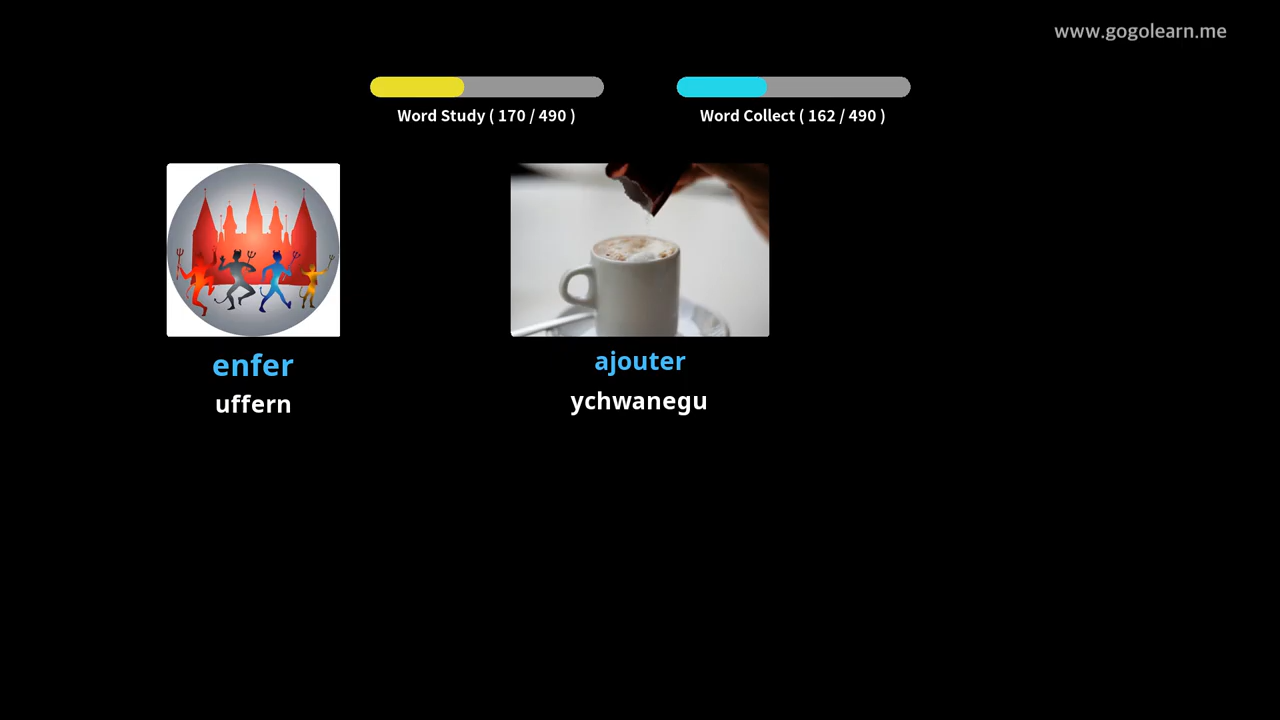 www.gogolearn.me
Word Study ( 170 / 490 )
Word Collect ( 162 / 490 )
enfer
uffern
ajouter
ychwanegu